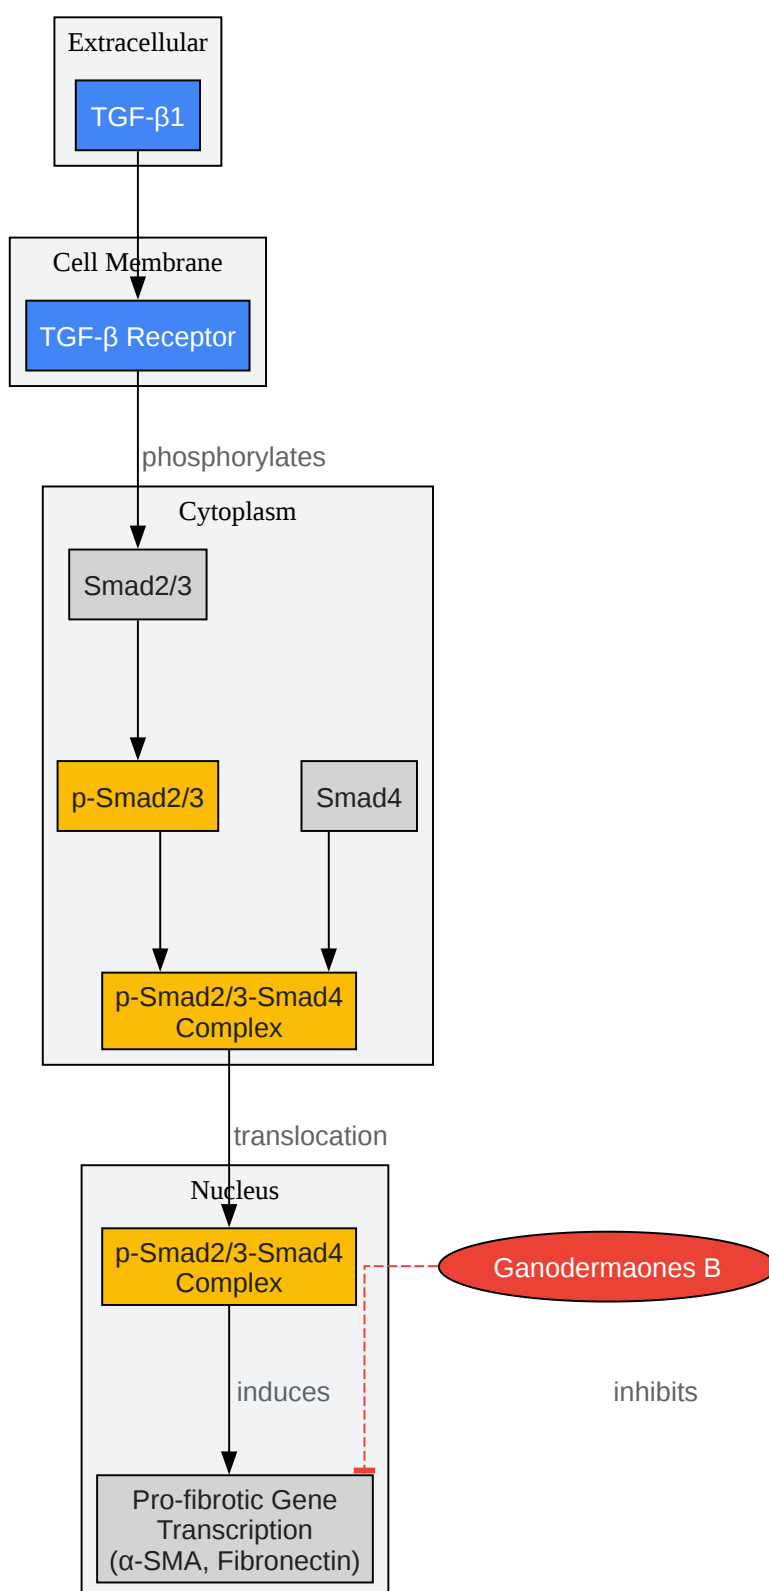 Extracellular
TGF-β1
Cell Membrane
TGF-β Receptor
phosphorylates
Cytoplasm
Smad2/3
p-Smad2/3
Smad4
p-Smad2/3-Smad4
Complex
translocation
Nucleus
p-Smad2/3-Smad4
Complex
Ganodermaones B
induces
inhibits
Pro-fibrotic Gene
Transcription
(α-SMA, Fibronectin)